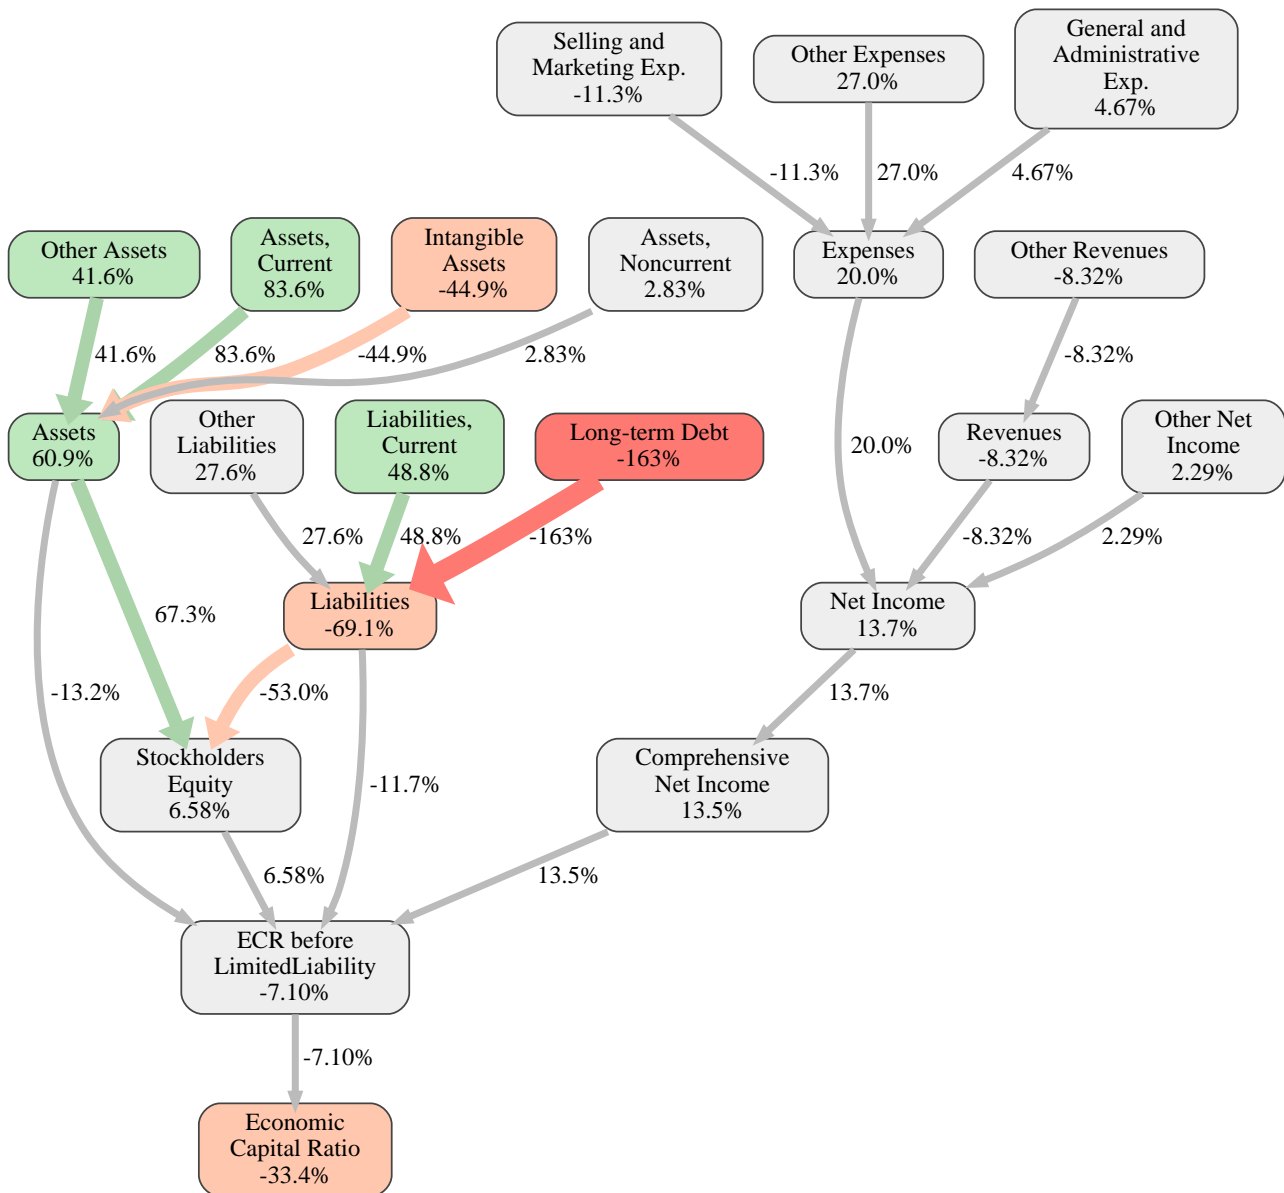 Selling and
Marketing Exp.
-11.3%
Other Expenses
27.0%
General and
Administrative
Exp.
4.67%
-11.3%
27.0%
4.67%
Other Assets
41.6%
Assets,
Current
83.6%
Intangible
Assets
-44.9%
Assets,
Noncurrent
2.83%
Expenses
20.0%
Other Revenues
-8.32%
41.6%
83.6%
-44.9%
2.83%
-8.32%
Assets
60.9%
Other
Liabilities
27.6%
Liabilities,
Current
48.8%
Long-term Debt
-163%
20.0%
Revenues
-8.32%
Other Net
Income
2.29%
27.6%
48.8%
-163%
-8.32%
2.29%
67.3%
Liabilities
-69.1%
Net Income
13.7%
-13.2%
-53.0%
13.7%
Stockholders
Equity
6.58%
-11.7%
Comprehensive
Net Income
13.5%
6.58%
13.5%
ECR before
LimitedLiability
-7.10%
-7.10%
Economic
Capital Ratio
-33.4%